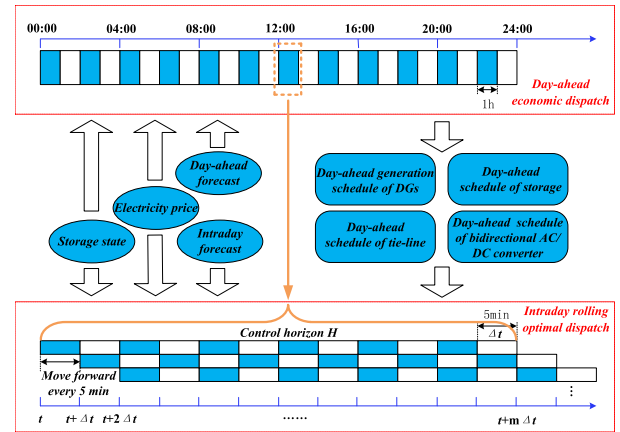 00:00 04:00 08:00 12:00 16:00 20:00 24:00
1h
Day-ahead
economic dispatch
Day-ahead
forecast
Electricity price
Storage state
Intraday
forecast
Day-ahead generation
schedule of DGs
Day-ahead
schedule of storage
Day-ahead
schedule of tie-line
Day-ahead schedule
of bidirectional AC/
DC converter
Intraday rolling
optimal dispatch
5min
Δt
Control horizon H
Move forward
every 5 min
t t+Δt t+2Δt ...... t+mΔt